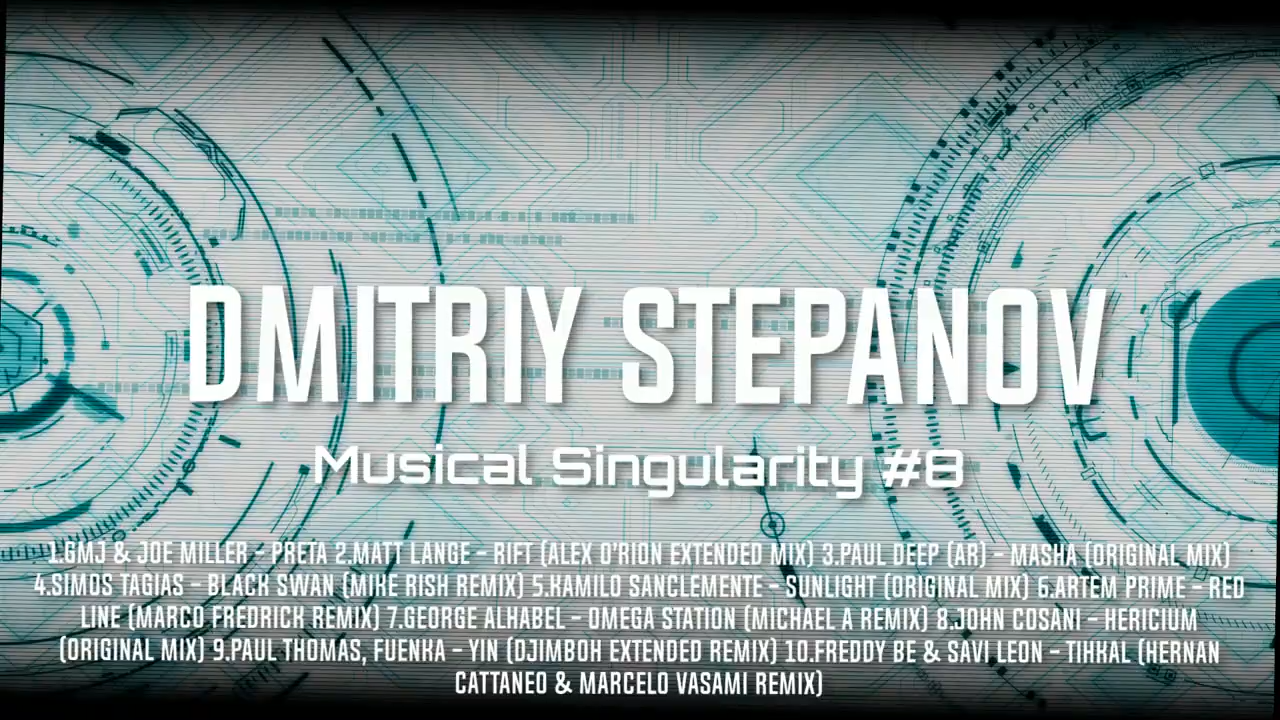 DMITRIY STEPANOV
Musical Singularity #8
1.GMJ & JOE MILLER – PRETA 2.MATT LANGE – RIFT (ALEX O'RION EXTENDED MIX) 3.PAUL DEEP (AR) – MASHA (ORIGINAL MIX)
4.SIMOS TAGIAS – BLACK SWAN (MIKE RISH REMIX) 5.KAMILO SANCLEMENTE – SUNLIGHT (ORIGINAL MIX) 6.ARTEM PRIME – RED
LINE (MARCO FREDRICK REMIX) 7.GEORGE ALHABEL – OMEGA STATION (MICHAEL A REMIX) 8.JOHN COSANI – HERICIUM
(ORIGINAL MIX) 9.PAUL THOMAS, FUENKA – YIN (DJIMBOH EXTENDED REMIX) 10.FREDDY BE & SAVI LEON – TIHKAL (HERNAN
CATTANEO & MARCELO VASAMI REMIX)